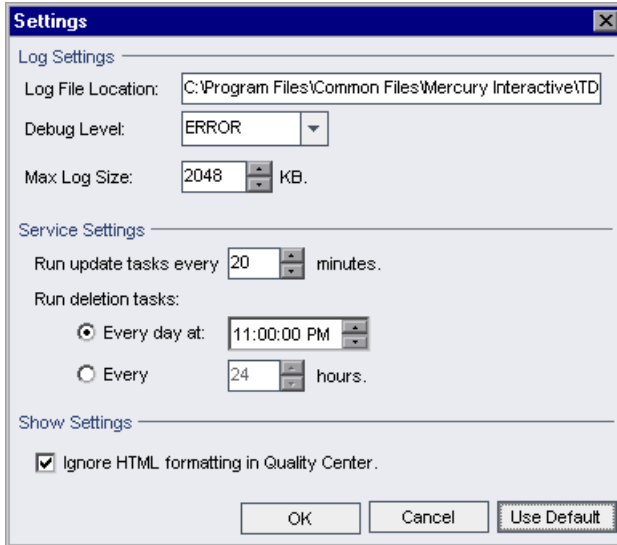 Settings
Log Settings
Log File Location: C:\Program Files\Common Files\Mercury Interactive\TD
Debug Level: ERROR
Max Log Size: 2048 KB.
Service Settings
Run update tasks every 20 minutes.
Run deletion tasks:
Every day at: 11:00:00 PM
Every 24 hours.
Show Settings
Ignore HTML formatting in Quality Center.
OK Cancel Use Default